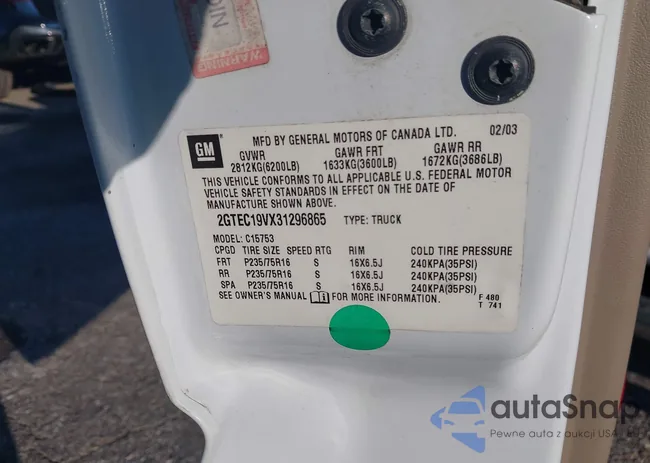 WARNING
GM
MFD BY GENERAL MOTORS OF CANADA LTD. 02/03
GVWR GAWR FRT GAWR RR
2812KG(6200LB) 1633KG(3600LB) 1672KG(3686LB)
THIS VEHICLE CONFORMS TO ALL APPLICABLE U.S. FEDERAL MOTOR
VEHICLE SAFETY STANDARDS IN EFFECT ON THE DATE OF
MANUFACTURE SHOWN ABOVE.
2GTEC19VX31296865 TYPE: TRUCK
MODEL: C15753
CPGD TIRE SIZE SPEED RTG RIM COLD TIRE PRESSURE
FRT P235/75R16 S 16X6.5J 240KPA(35PSI)
RR P235/75R16 S 16X6.5J 240KPA(35PSI)
SPA P235/75R16 S 16X6.5J 240KPA(35PSI)
SEE OWNER'S MANUAL FOR MORE INFORMATION. F 480
T 741
autaSnap
Pewne auta z aukcji USA